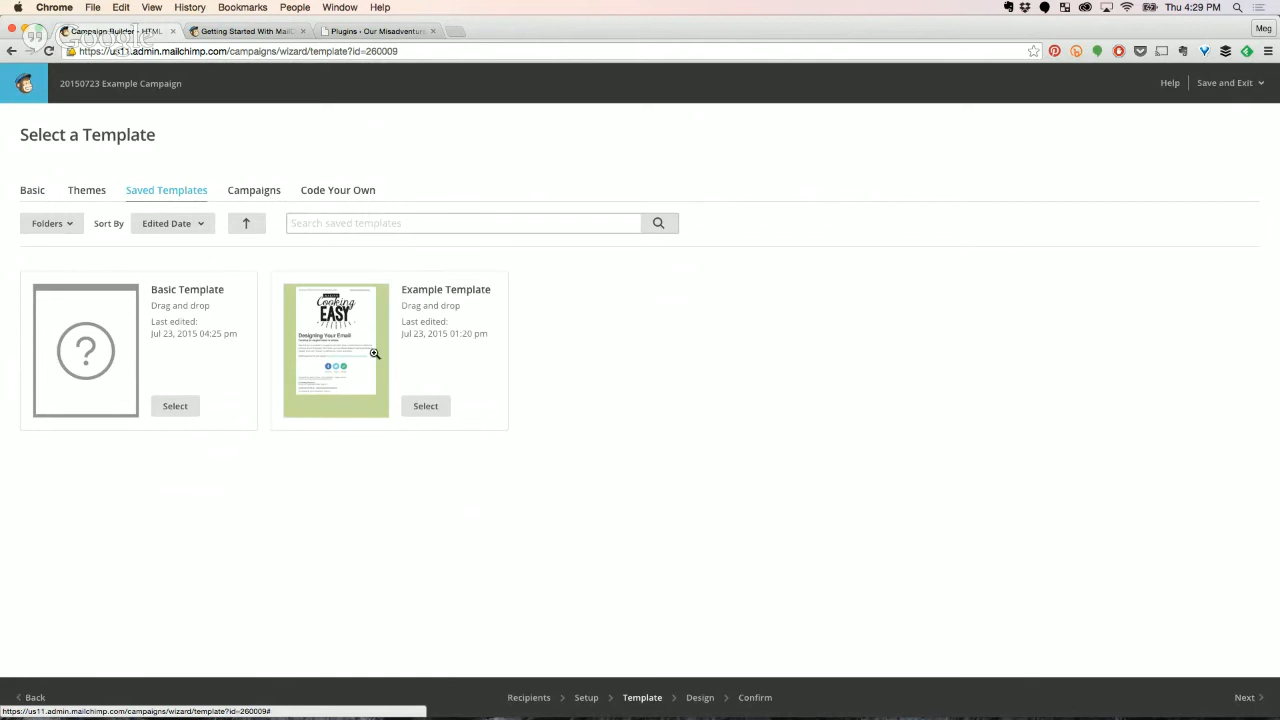 Chrome File Edit View History Bookmarks People Window Help Thu 4:29 PM
Campaign Builder - HTML Getting Started With MailC Plugins ‹ Our Misadventur Meg
Google
https://us11.admin.mailchimp.com/campaigns/wizard/template?id=260009
20150723 Example Campaign Help Save and Exit
Select a Template
Basic Themes Saved Templates Campaigns Code Your Own
Folders Sort By Edited Date Search saved templates
Basic Template
Drag and drop
Last edited:
Jul 23, 2015 04:25 pm
Select
Cooking
EASY
Designing Your Email
Example Template
Drag and drop
Last edited:
Jul 23, 2015 01:20 pm
Select
Back Recipients Setup Template Design Confirm Next
https://us11.admin.mailchimp.com/campaigns/wizard/template?id=260009#